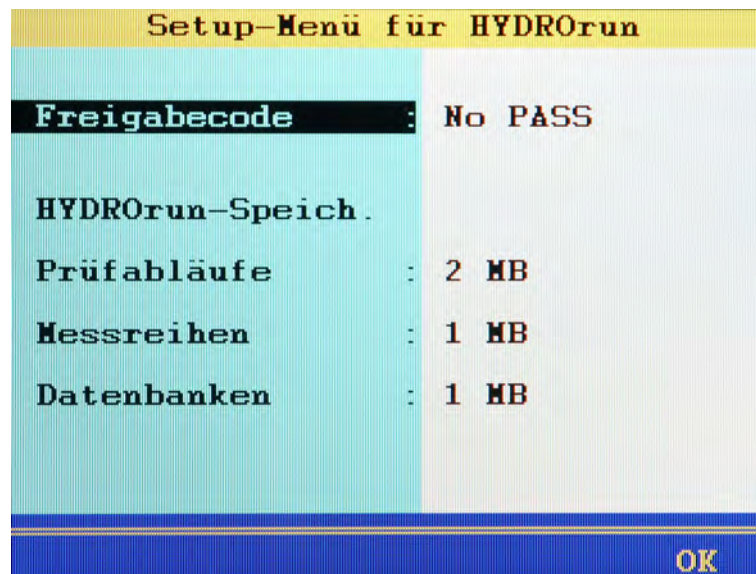 Setup-Menü für HYDROrun
Freigabecode : No PASS
HYDROrun-Speich.
Prüfabläufe : 2 MB
Messreihen : 1 MB
Datenbanken : 1 MB
OK